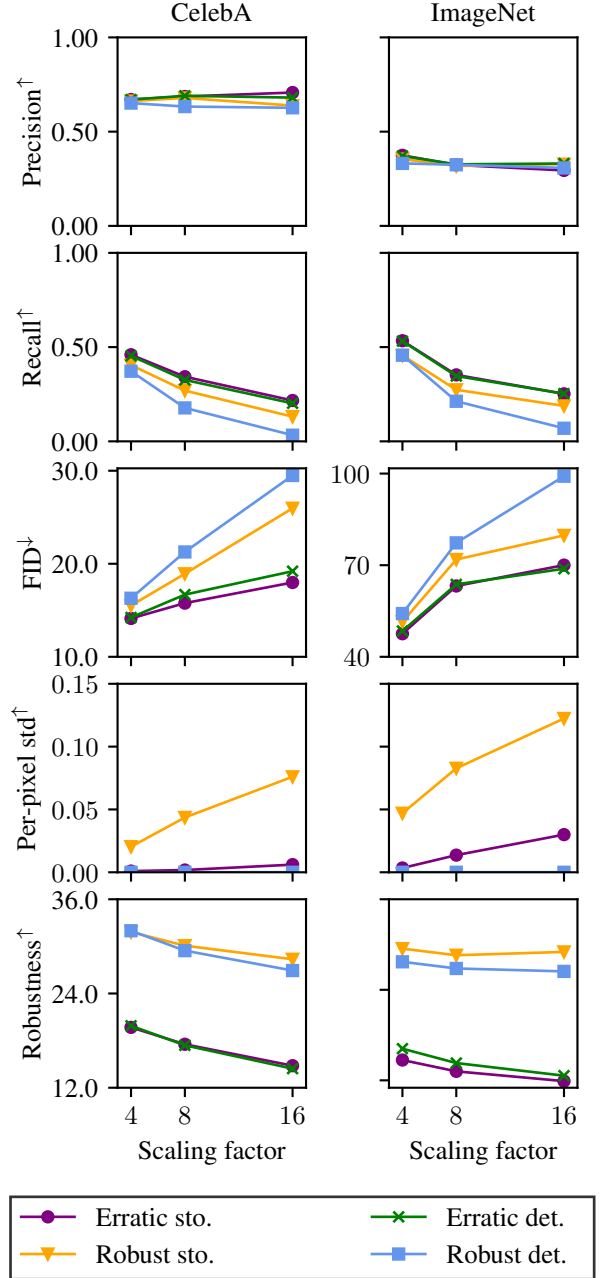 CelebA ImageNet
Precision↑
1.00
0.50
0.00
Recall↑
1.00
0.50
0.00
FID↓
30.0
20.0
10.0
100
70
40
Per-pixel std↑
0.15
0.10
0.05
0.00
Robustness↑
36.0
24.0
12.0
4 8 16 4 8 16
Scaling factor Scaling factor
Erratic sto. Erratic det.
Robust sto. Robust det.